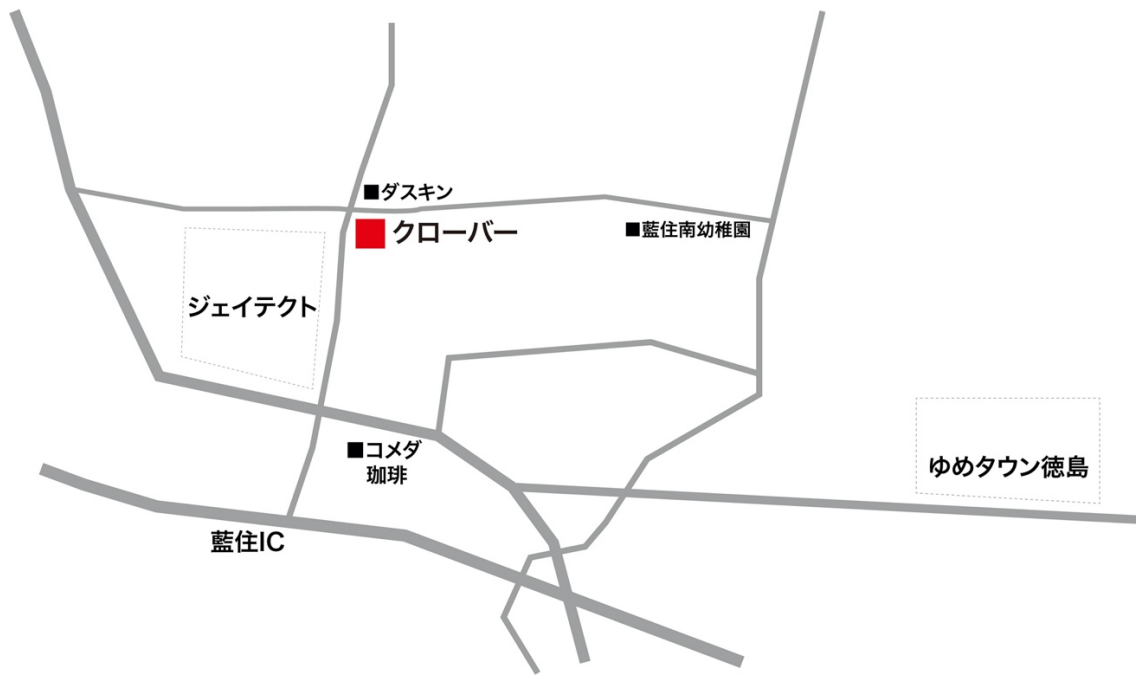 ■ダスキン
クローバー
■藍住南幼稚園
ジェイテクト
■コメダ
珈琲
ゆめタウン徳島
藍住IC